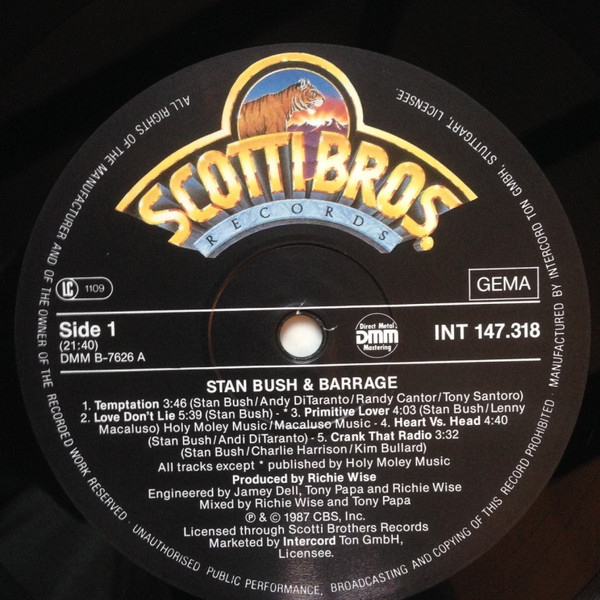 SCOTTI BROS.
RECORDS
LC 1109
GEMA
Side 1
(21:40)
DMM B-7626 A
Direct Metal
DMM
Mastering
INT 147.318
STAN BUSH & BARRAGE
1. Temptation 3:46 (Stan Bush/Andy DiTaranto/Randy Cantor/Tony Santoro)
2. Love Don't Lie 5:39 (Stan Bush) - *3. Primitive Lover 4:03 (Stan Bush/Lenny
Macaluso) Holy Moley Music/Macaluso Music - 4. Heart Vs. Head 4:40
(Stan Bush/Andi DiTaranto) - 5. Crank That Radio 3:32
(Stan Bush/Charlie Harrison/Kim Bullard)
All tracks except * published by Holy Moley Music
Produced by Richie Wise
Engineered by Jamey Dell, Tony Papa and Richie Wise
Mixed by Richie Wise and Tony Papa
℗ & © 1987 CBS, Inc.
Licensed through Scotti Brothers Records
Marketed by Intercord Ton GmbH,
Licensee.
ALL RIGHTS OF THE MANUFACTURER AND OF THE OWNER OF THE RECORDED WORK RESERVED · UNAUTHORISED PUBLIC PERFORMANCE, BROADCASTING AND COPYING OF THIS RECORD PROHIBITED MANUFACTURED BY INTERCORD TON GMBH, STUTTGART, LICENSEE.